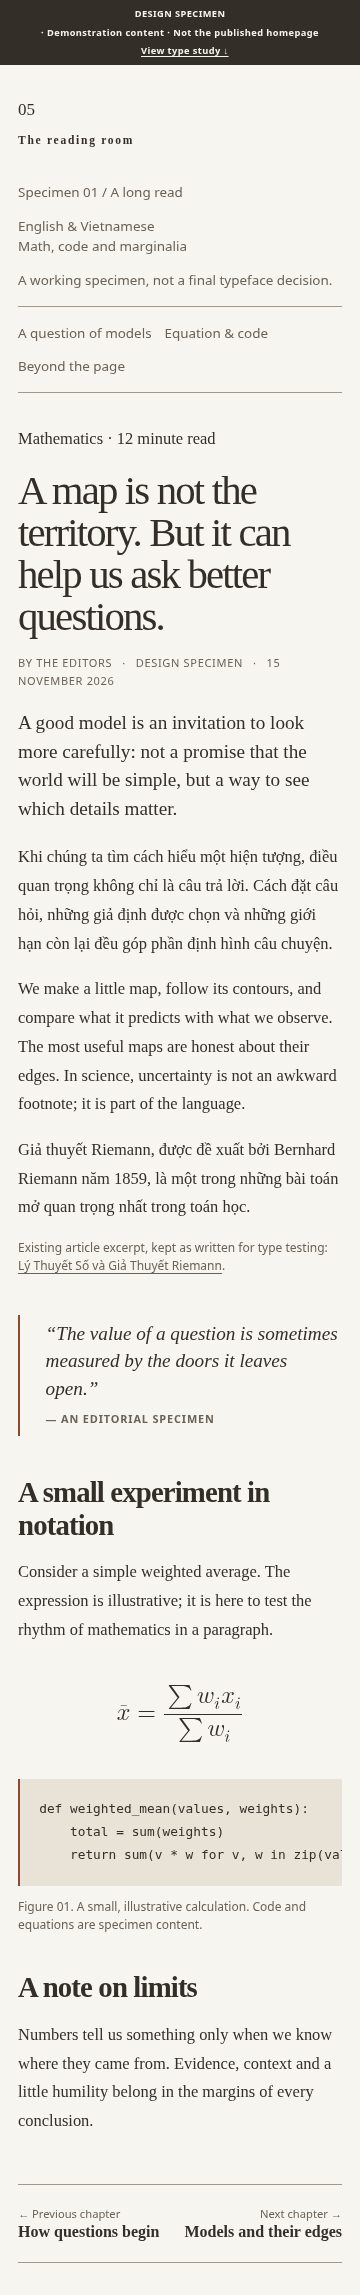 DESIGN SPECIMEN
· Demonstration content · Not the published homepage
View type study ↓
05
The reading room
Specimen 01 / A long read
English & Vietnamese
Math, code and marginalia
A working specimen, not a final typeface decision.
A question of models Equation & code
Beyond the page
Mathematics · 12 minute read
A map is not the
territory. But it can
help us ask better
questions.
BY THE EDITORS · DESIGN SPECIMEN · 15
NOVEMBER 2026
A good model is an invitation to look
more carefully: not a promise that the
world will be simple, but a way to see
which details matter.
Khi chúng ta tìm cách hiểu một hiện tượng, điều
quan trọng không chỉ là câu trả lời. Cách đặt câu
hỏi, những giả định được chọn và những giới
hạn còn lại đều góp phần định hình câu chuyện.
We make a little map, follow its contours, and
compare what it predicts with what we observe.
The most useful maps are honest about their
edges. In science, uncertainty is not an awkward
footnote; it is part of the language.
Giả thuyết Riemann, được đề xuất bởi Bernhard
Riemann năm 1859, là một trong những bài toán
mở quan trọng nhất trong toán học.
Existing article excerpt, kept as written for type testing:
Lý Thuyết Số và Giả Thuyết Riemann.
“The value of a question is sometimes
measured by the doors it leaves
open.”
— AN EDITORIAL SPECIMEN
A small experiment in
notation
Consider a simple weighted average. The
expression is illustrative; it is here to test the
rhythm of mathematics in a paragraph.
x̄ = ∑ wᵢxᵢ / ∑ wᵢ
def weighted_mean(values, weights):
total = sum(weights)
return sum(v * w for v, w in zip(val
Figure 01. A small, illustrative calculation. Code and
equations are specimen content.
A note on limits
Numbers tell us something only when we know
where they came from. Evidence, context and a
little humility belong in the margins of every
conclusion.
← Previous chapter Next chapter →
How questions begin Models and their edges